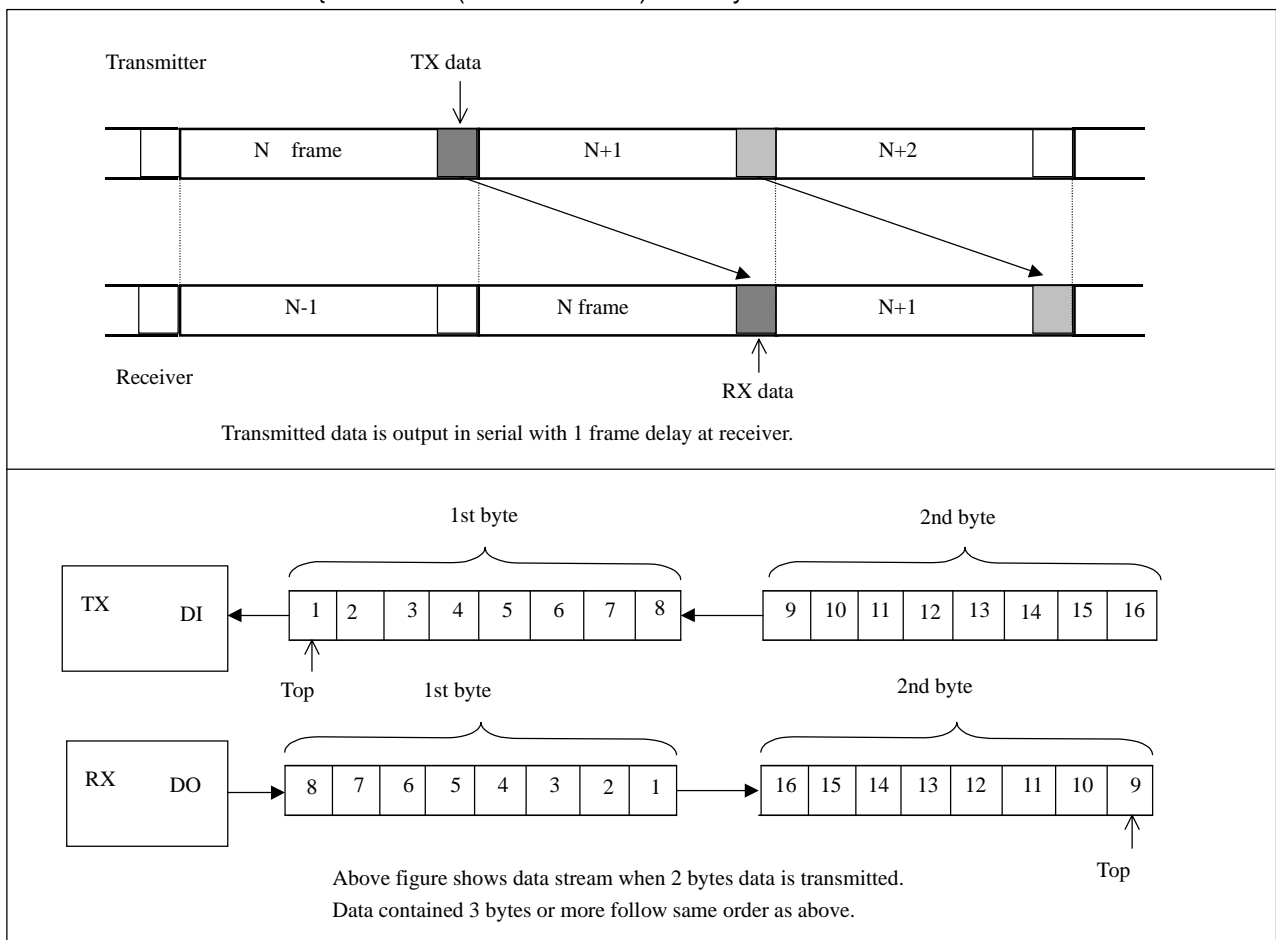 Transmitter TX data
N frame N+1 N+2
N-1 N frame N+1
Receiver
RX data
Transmitted data is output in serial with 1 frame delay at receiver.
1st byte 2nd byte
TX DI 1 2 3 4 5 6 7 8 9 10 11 12 13 14 15 16
Top
1st byte 2nd byte
RX DO 8 7 6 5 4 3 2 1 16 15 14 13 12 11 10 9
Top
Above figure shows data stream when 2 bytes data is transmitted.
Data contained 3 bytes or more follow same order as above.